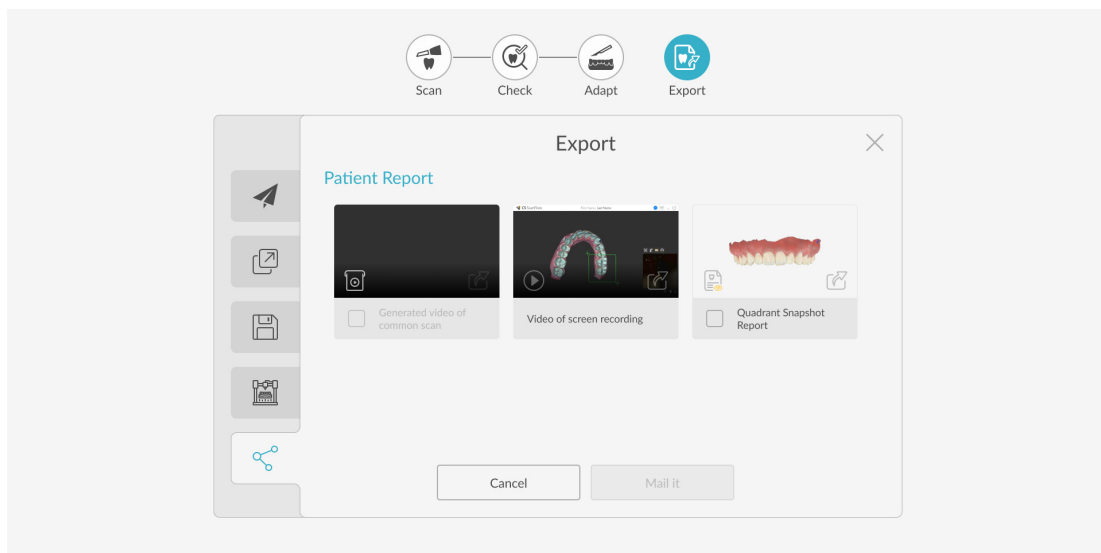 Scan
Check
Adapt
Export
Export
Patient Report
Generated video of
common scan
Video of screen recording
Quadrant Snapshot
Report
Cancel
Mail it